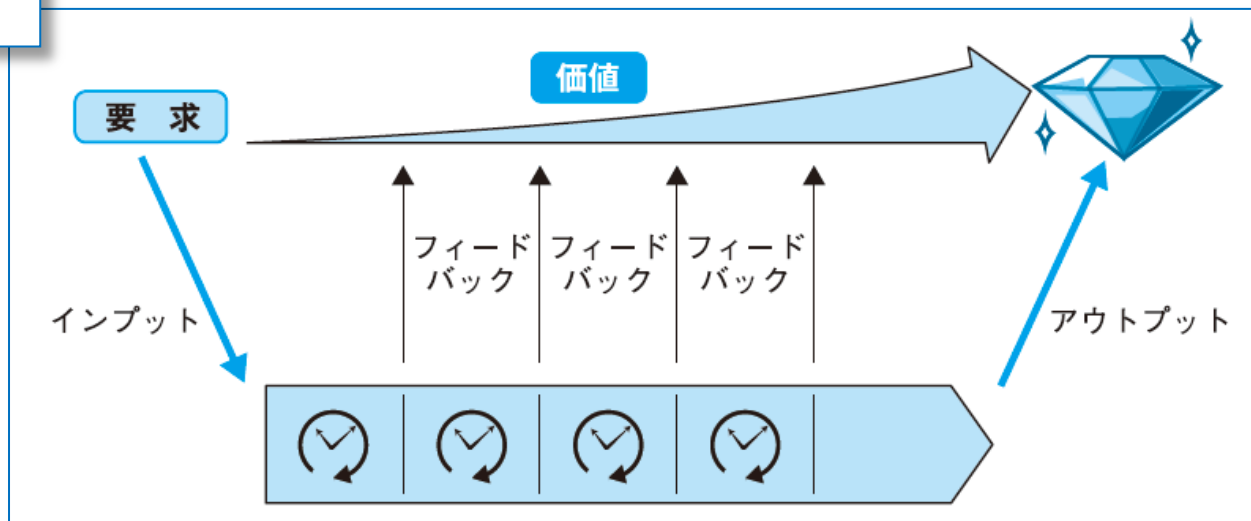 価値
要 求
フィード
バック
フィード
バック
フィード
バック
インプット
アウトプット